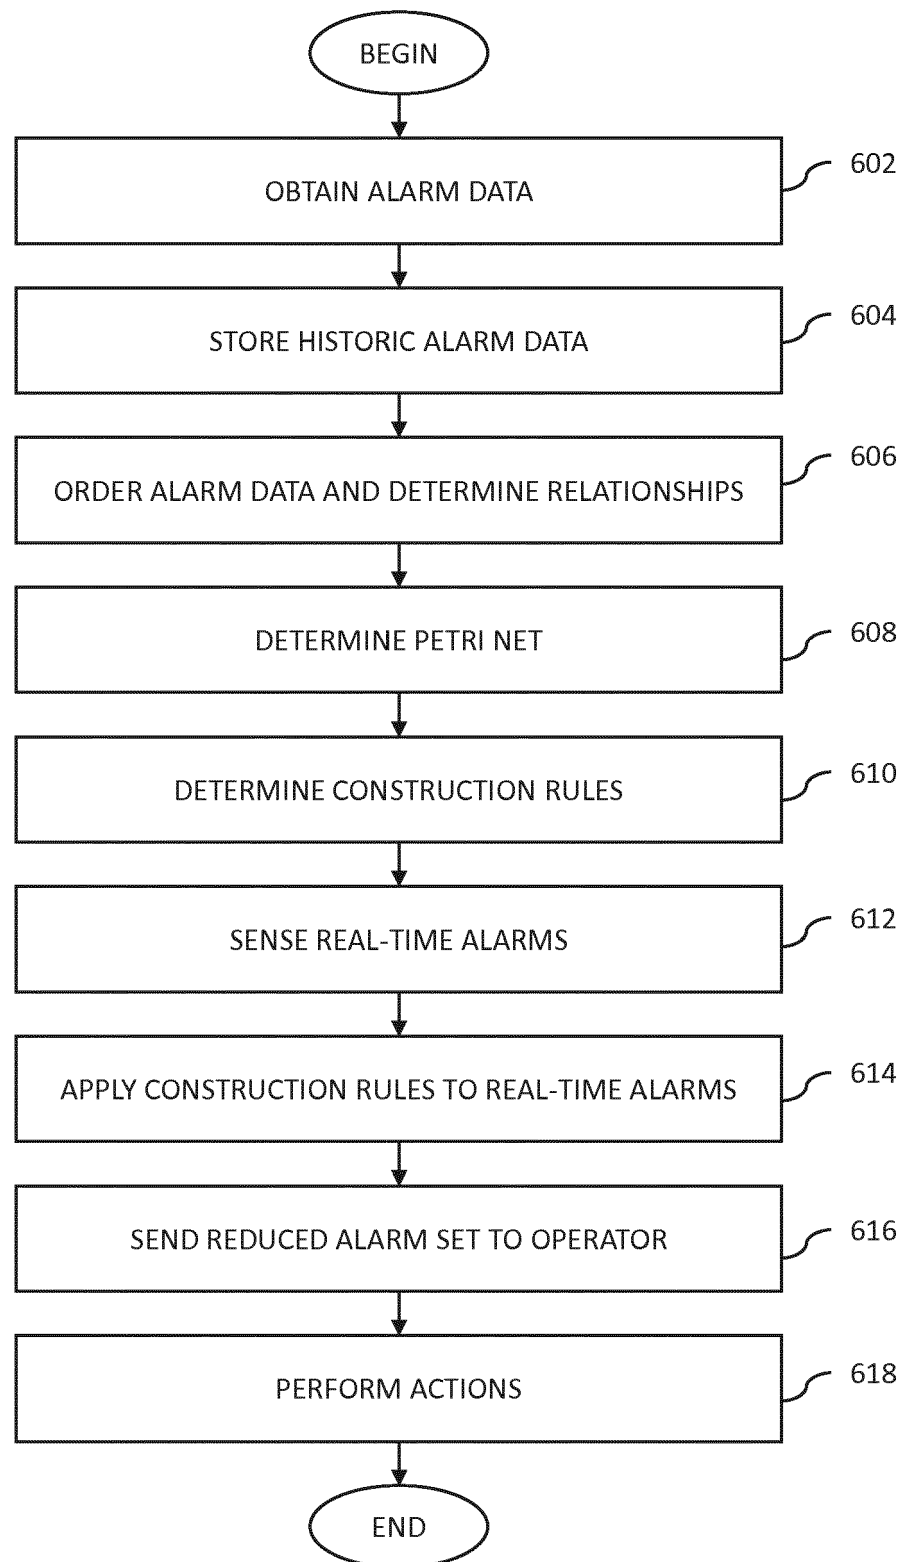 BEGIN
OBTAIN ALARM DATA
602
STORE HISTORIC ALARM DATA
604
ORDER ALARM DATA AND DETERMINE RELATIONSHIPS
606
DETERMINE PETRI NET
608
DETERMINE CONSTRUCTION RULES
610
SENSE REAL-TIME ALARMS
612
APPLY CONSTRUCTION RULES TO REAL-TIME ALARMS
614
SEND REDUCED ALARM SET TO OPERATOR
616
PERFORM ACTIONS
618
END